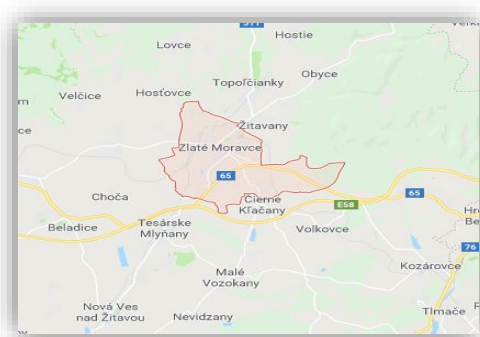 511
Hostie
Lovce
Obyce
Topoľčianky
Velčice
Hosťovce
Žitavany
Zlaté Moravce
65
Choča
65
Čierne
Kľačany
E58
Beladice
Tesárske
Mlyňany
Volkovce
76
Malé
Vozokany
Kozárovce
Nová Ves
nad Žitavou
Nevidzany
Tlmače